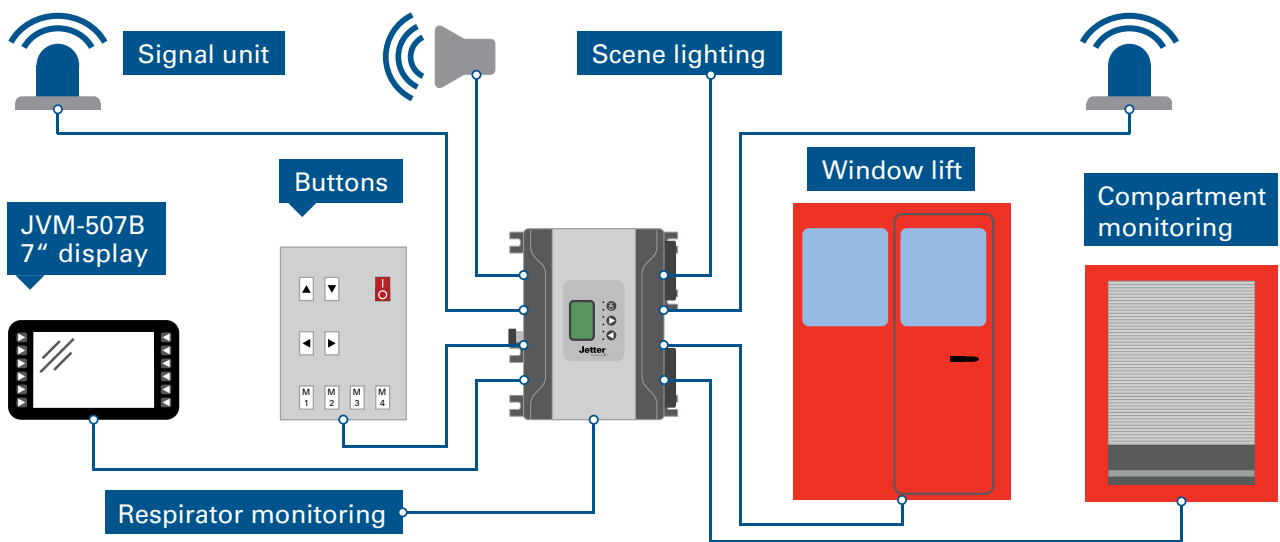 Signal unit
Scene lighting
Buttons
Window lift
Compartment
monitoring
JVM-507B
7“ display
I
O
M
1
M
2
M
3
M
4
Jetter
Respirator monitoring